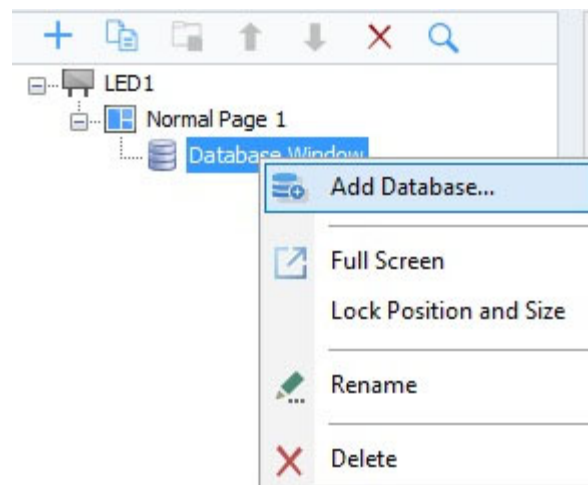 LED1
Normal Page 1
Database Window
Add Database...
Full Screen
Lock Position and Size
Rename
Delete